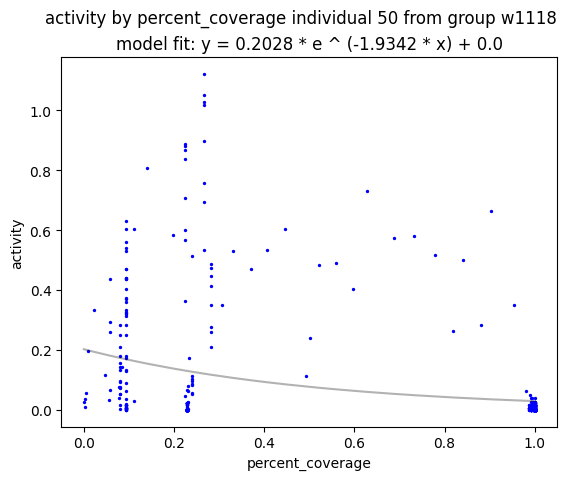 activity by percent_coverage individual 50 from group w1118
model fit: y = 0.2028 * e ^ (-1.9342 * x) + 0.0
activity
1.0
0.8
0.6
0.4
0.2
0.0
0.0 0.2 0.4 0.6 0.8 1.0
percent_coverage